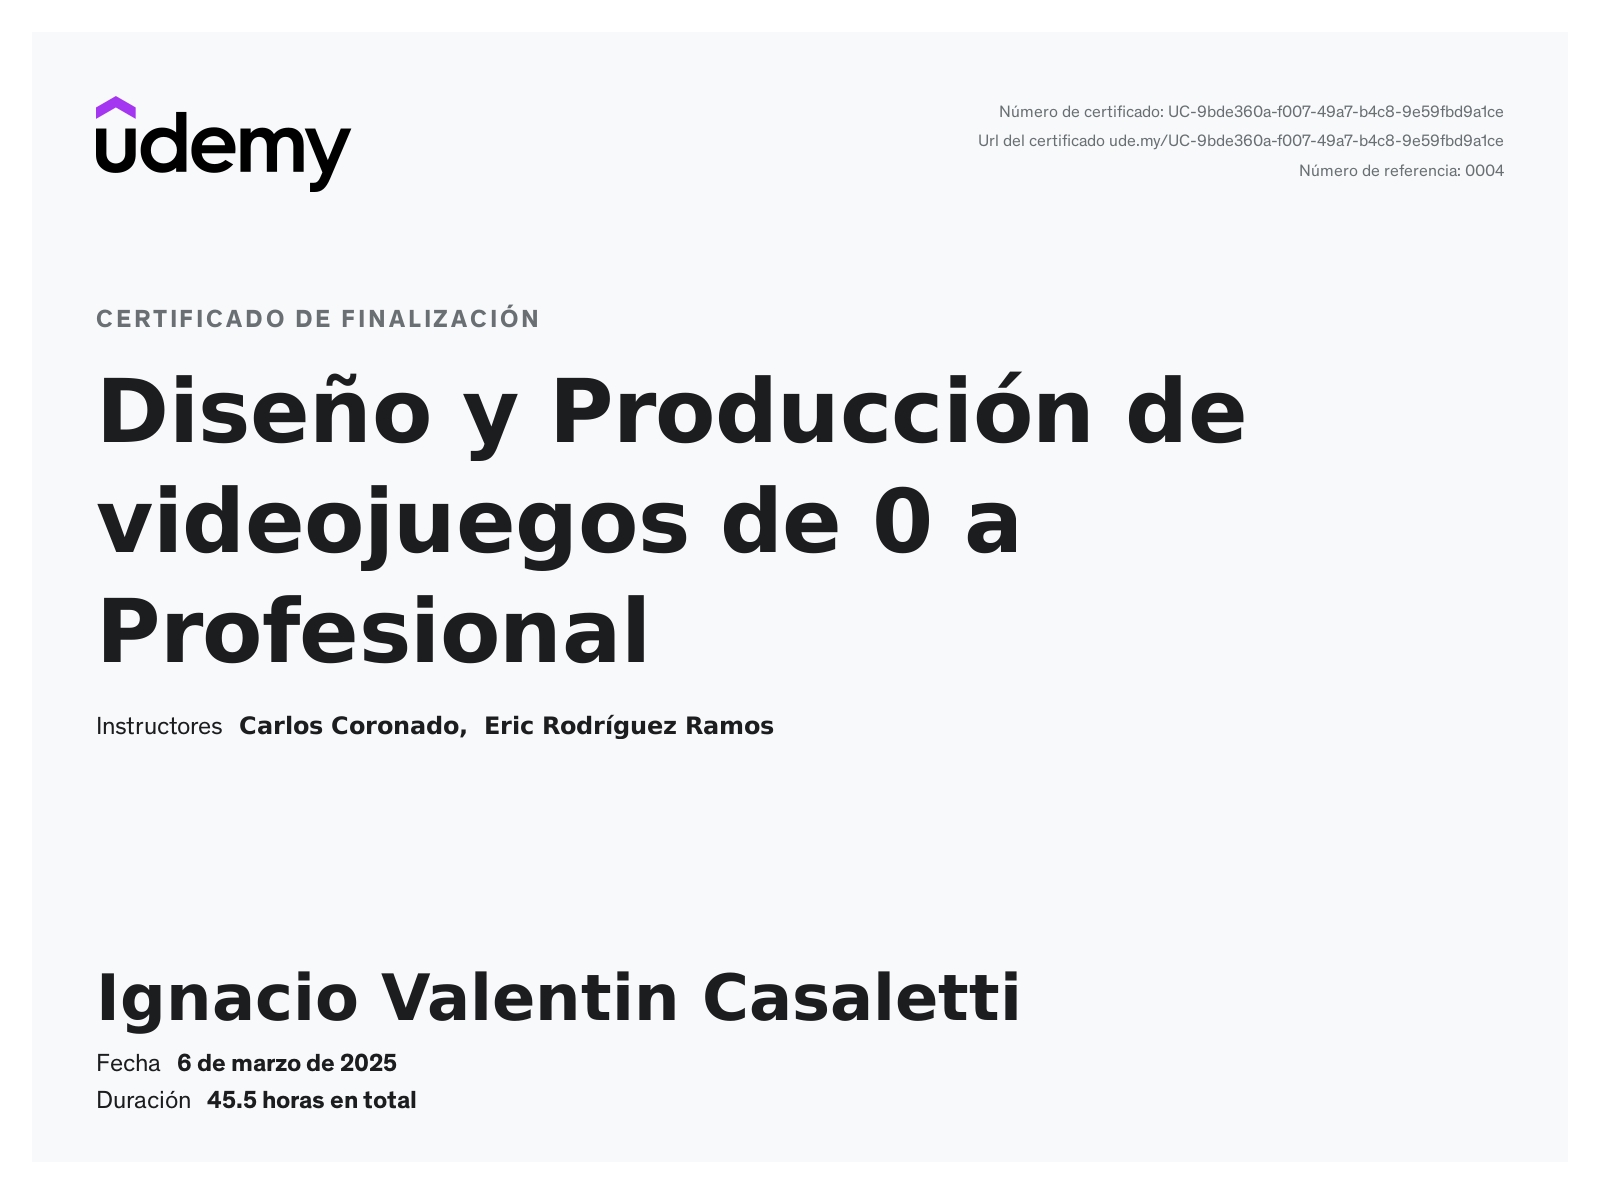 udemy
Número de certificado: UC-9bde360a-f007-49a7-b4c8-9e59fbd9a1ce
Url del certificado ude.my/UC-9bde360a-f007-49a7-b4c8-9e59fbd9a1ce
Número de referencia: 0004
CERTIFICADO DE FINALIZACIÓN
Diseño y Producción de
videojuegos de 0 a
Profesional
Instructores Carlos Coronado, Eric Rodríguez Ramos
Ignacio Valentin Casaletti
Fecha 6 de marzo de 2025
Duración 45.5 horas en total